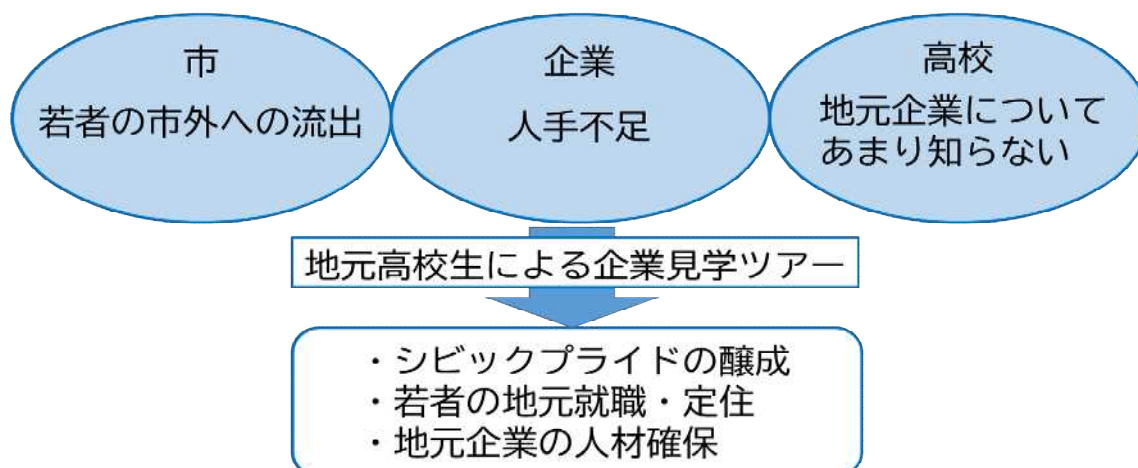 市
若者の市外への流出
企業
人手不足
高校
地元企業について
あまり知らない
地元高校生による企業見学ツアー
・シビックプライドの醸成
・若者の地元就職・定住
・地元企業の人材確保